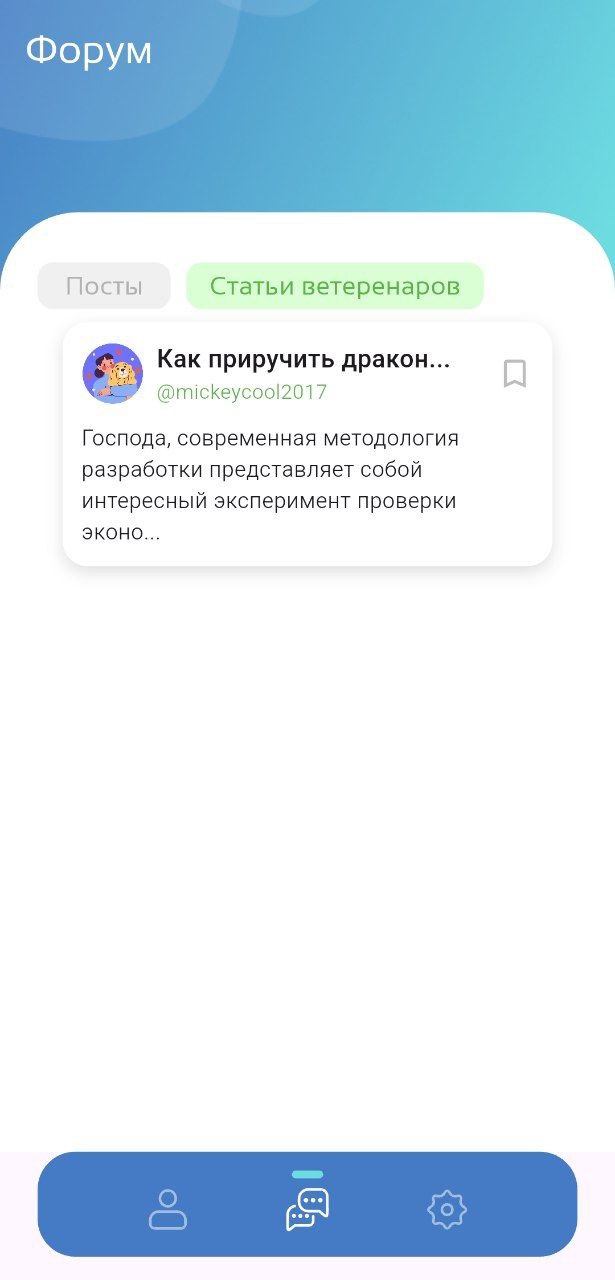 Форум
Посты
Статьи ветеренаров
Как приручить дракон...
@mickeycool2017
Господа, современная методология
разработки представляет собой
интересный эксперимент проверки
эконо...